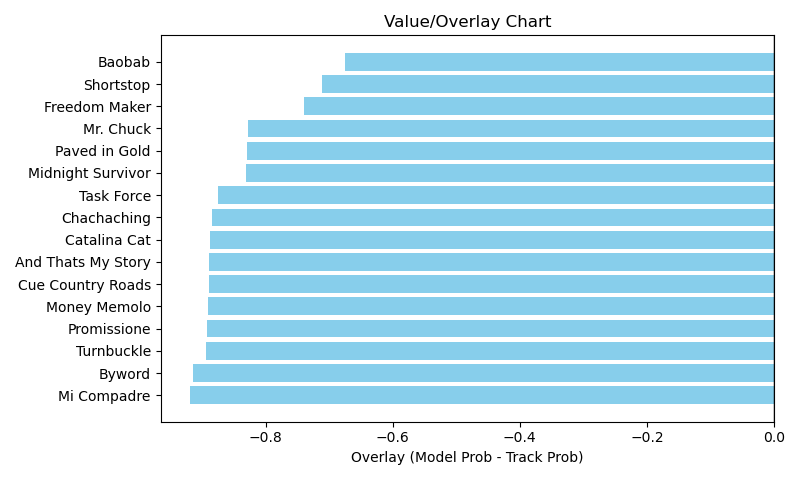 Value/Overlay Chart
Baobab
Shortstop
Freedom Maker
Mr. Chuck
Paved in Gold
Midnight Survivor
Task Force
Chachaching
Catalina Cat
And Thats My Story
Cue Country Roads
Money Memolo
Promissione
Turnbuckle
Byword
Mi Compadre
−0.8 −0.6 −0.4 −0.2 0.0
Overlay (Model Prob - Track Prob)